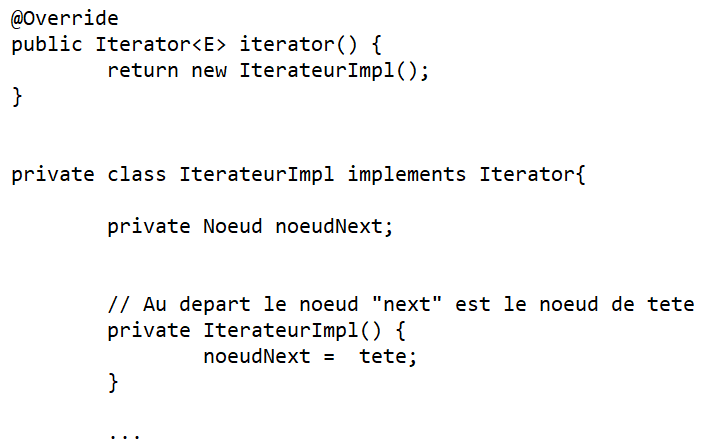 @Override
public Iterator<E> iterator() {
        return new IterateurImpl();
}
private class IterateurImpl implements Iterator{
        private Noeud noeudNext;
        // Au depart le noeud "next" est le noeud de tete
        private IterateurImpl() {
                noeudNext =  tete;
        }
        ...